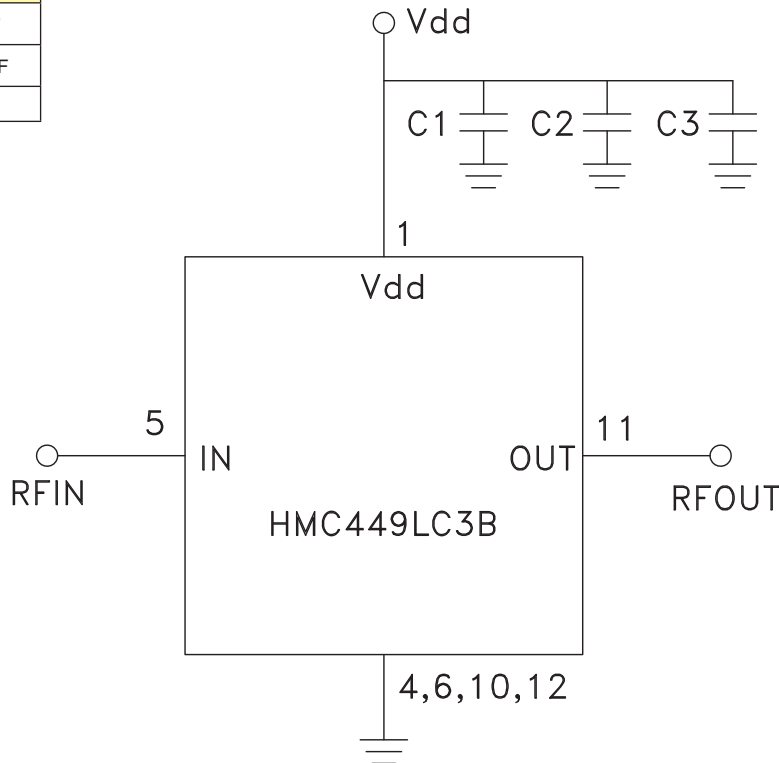 Vdd
F
C1 C2 C3
1
Vdd
5
11
IN
OUT
RFIN
RFOUT
HMC449LC3B
4,6,10,12